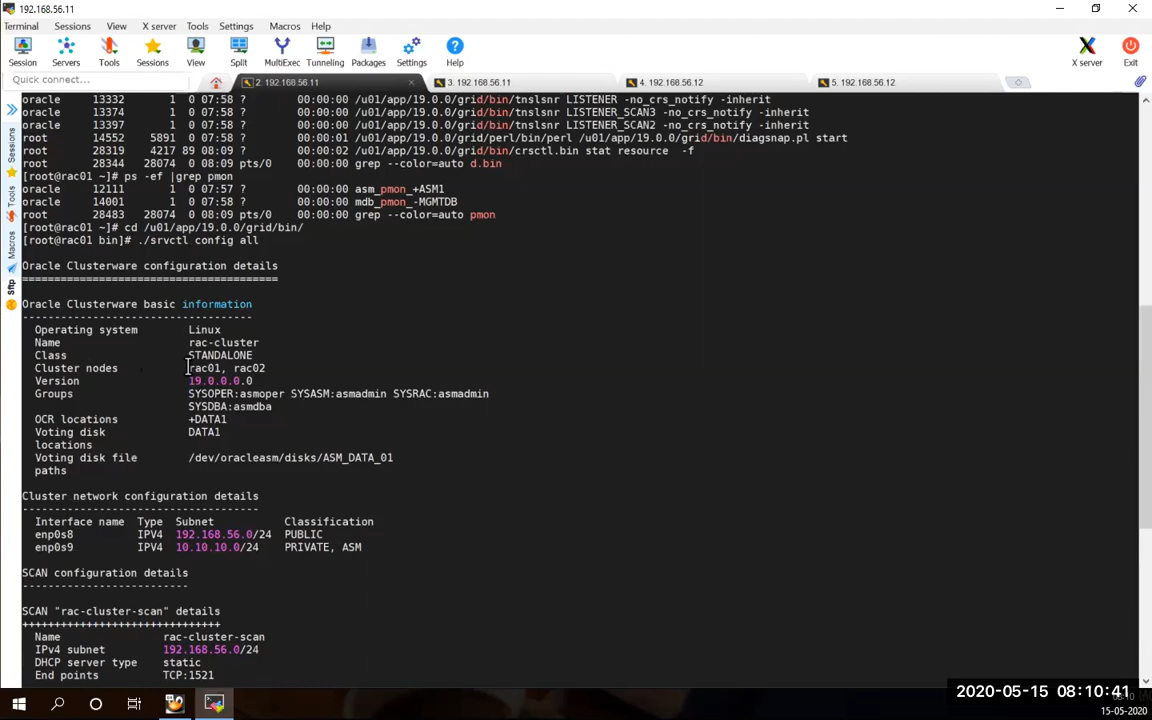 192.168.56.11
Terminal Sessions View X server Tools Settings Macros Help
Session Servers Tools Sessions View Split MultiExec Tunneling Packages Settings Help X server Exit
Quick connect... 2. 192.168.56.11 3. 192.168.56.11 4. 192.168.56.12 5. 192.168.56.12
Sessions
Tools
Macros
Sftp
oracle 13332 1 0 07:58 ? 00:00:00 /u01/app/19.0.0/grid/bin/tnslsnr LISTENER -no_crs_notify -inherit
oracle 13374 1 0 07:58 ? 00:00:00 /u01/app/19.0.0/grid/bin/tnslsnr LISTENER_SCAN3 -no_crs_notify -inherit
oracle 13397 1 0 07:58 ? 00:00:00 /u01/app/19.0.0/grid/bin/tnslsnr LISTENER_SCAN2 -no_crs_notify -inherit
root 14552 5891 0 07:58 ? 00:00:01 /u01/app/19.0.0/grid/perl/bin/perl /u01/app/19.0.0/grid/bin/diagsnap.pl start
root 28319 4217 89 08:09 ? 00:00:02 /u01/app/19.0.0/grid/bin/crsctl.bin stat resource -f
root 28344 28074 0 08:09 pts/0 00:00:00 grep --color=auto d.bin
[root@rac01 ~]# ps -ef |grep pmon
oracle 12111 1 0 07:57 ? 00:00:00 asm_pmon_+ASM1
oracle 14001 1 0 07:58 ? 00:00:00 mdb_pmon_-MGMTDB
root 28483 28074 0 08:09 pts/0 00:00:00 grep --color=auto pmon
[root@rac01 ~]# cd /u01/app/19.0.0/grid/bin/
[root@rac01 bin]# ./srvctl config all
Oracle Clusterware configuration details
========================================
Oracle Clusterware basic information
------------------------------------
Operating system Linux
Name rac-cluster
Class STANDALONE
Cluster nodes rac01, rac02
Version 19.0.0.0.0
Groups SYSOPER:asmoper SYSASM:asmadmin SYSRAC:asmadmin
SYSDBA:asmdba
OCR locations +DATA1
Voting disk DATA1
locations
Voting disk file /dev/oracleasm/disks/ASM_DATA_01
paths
Cluster network configuration details
-------------------------------------
Interface name Type Subnet Classification
enp0s8 IPV4 192.168.56.0/24 PUBLIC
enp0s9 IPV4 10.10.10.0/24 PRIVATE, ASM
SCAN configuration details
--------------------------
SCAN "rac-cluster-scan" details
+++++++++++++++++++++++++++++++
Name rac-cluster-scan
IPv4 subnet 192.168.56.0/24
DHCP server type static
End points TCP:1521
2020-05-15 08:10:41
15-05-2020